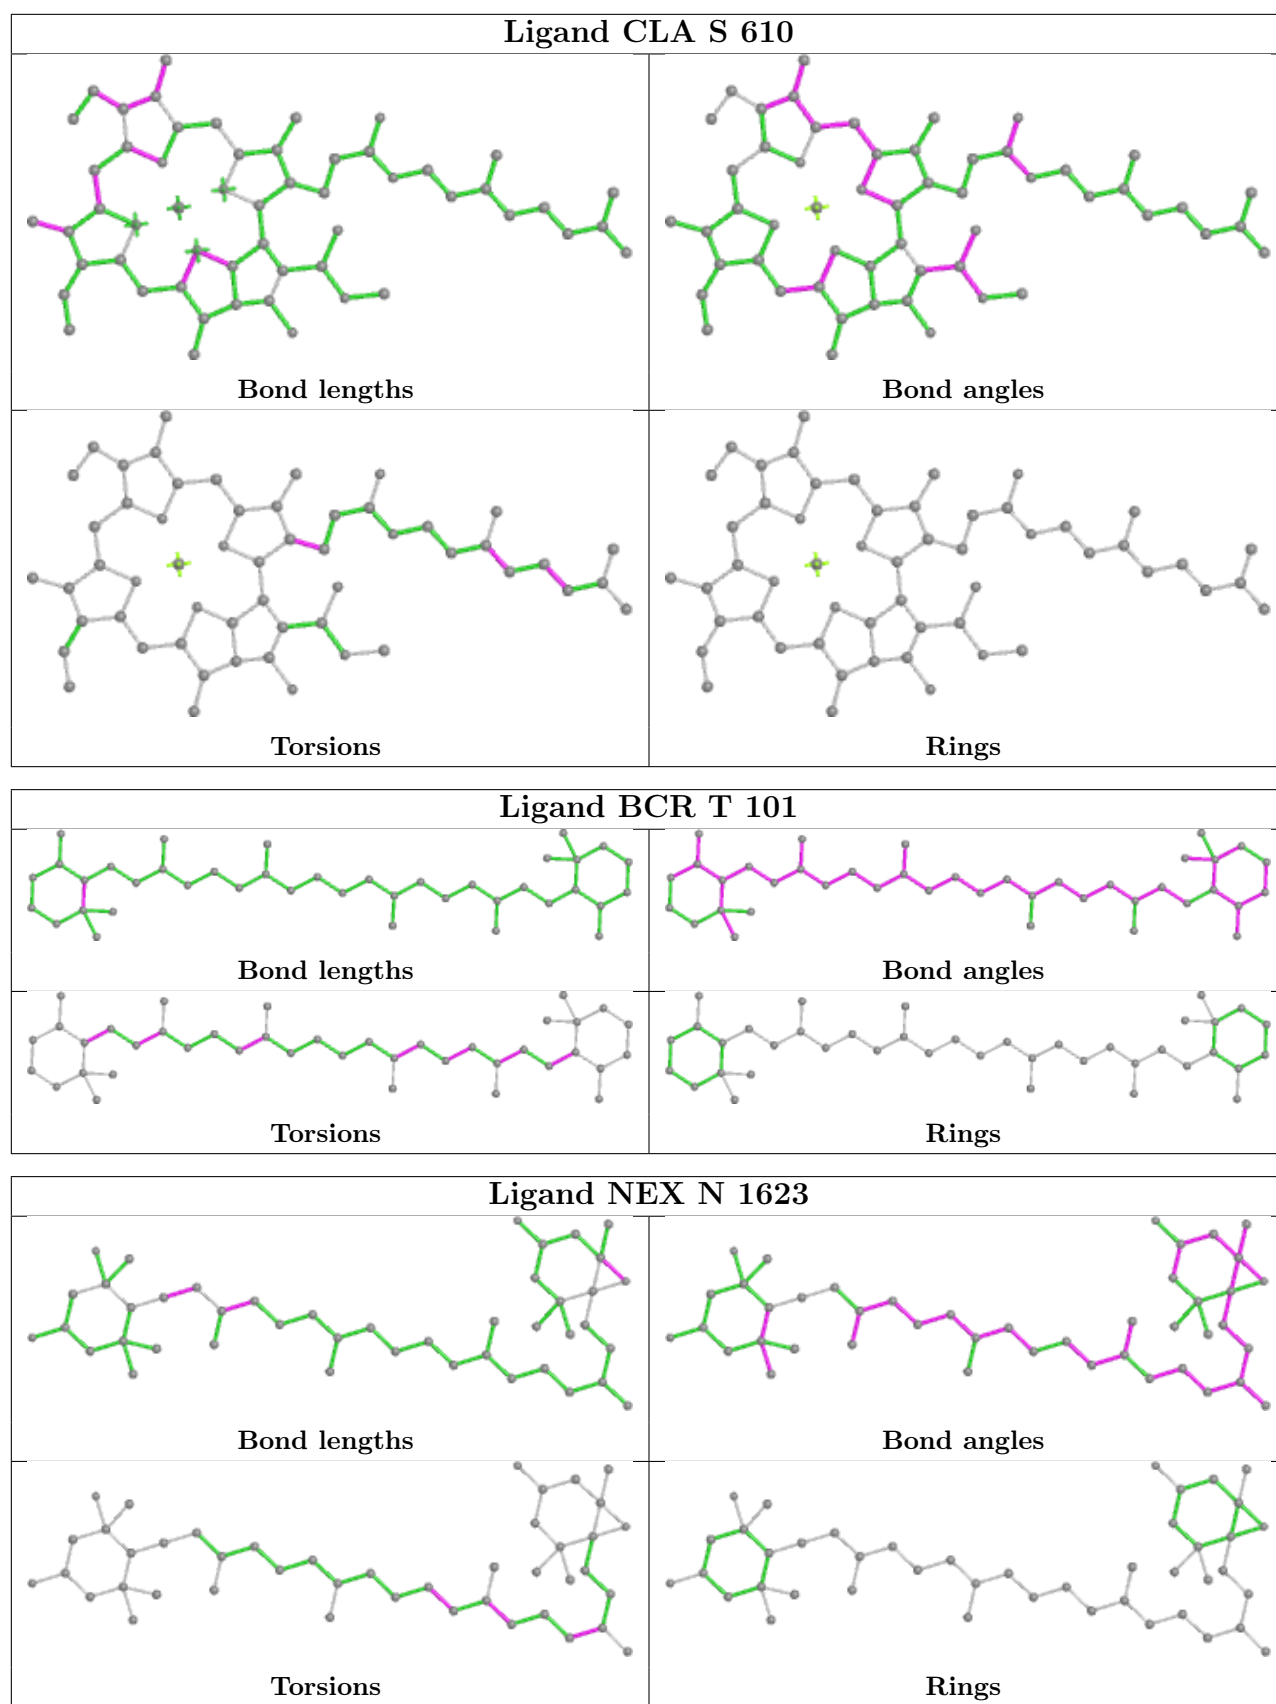 Ligand CLA S 610
Bond lengths
Bond angles
Torsions
Rings
Ligand BCR T 101
Bond lengths
Bond angles
Torsions
Rings
Ligand NEX N 1623
Bond lengths
Bond angles
Torsions
Rings